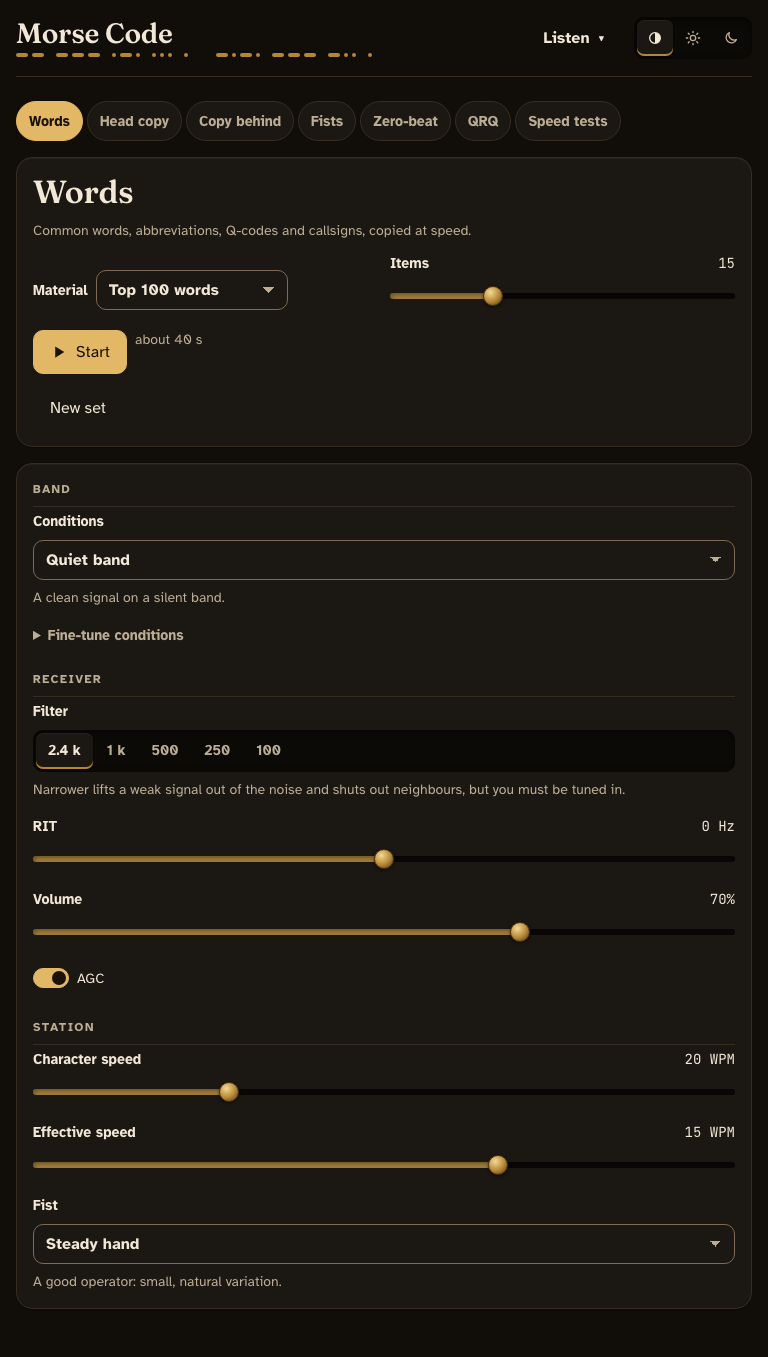 Morse Code
Listen ▾
Words Head copy Copy behind Fists Zero-beat QRQ Speed tests
Words
Common words, abbreviations, Q-codes and callsigns, copied at speed.
Material Top 100 words
Items 15
Start about 40 s
New set
BAND
Conditions
Quiet band
A clean signal on a silent band.
Fine-tune conditions
RECEIVER
Filter
2.4 k 1 k 500 250 100
Narrower lifts a weak signal out of the noise and shuts out neighbours, but you must be tuned in.
RIT 0 Hz
Volume 70%
AGC
STATION
Character speed 20 WPM
Effective speed 15 WPM
Fist
Steady hand
A good operator: small, natural variation.